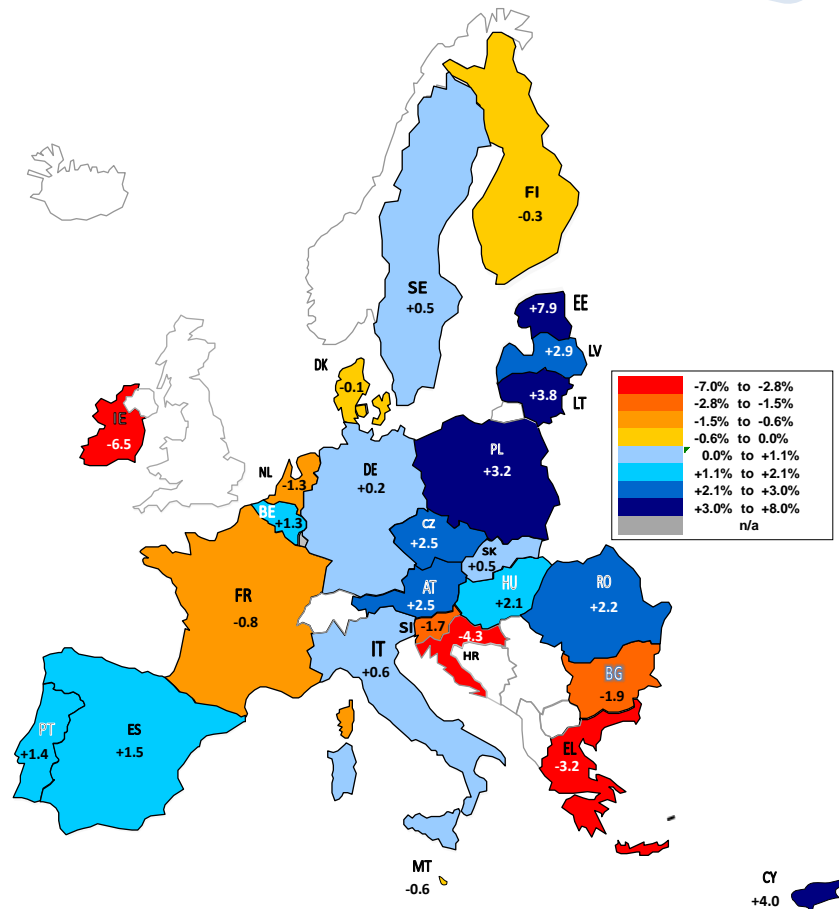 FI
-0.3
SE
+0.5
+7.9 EE
+2.9 LV
+3.8 LT
DK
-0.1
-7.0% to -2.8%
-2.8% to -1.5%
-1.5% to -0.6%
-0.6% to 0.0%
0.0% to +1.1%
+1.1% to +2.1%
+2.1% to +3.0%
+3.0% to +8.0%
n/a
IE
-6.5
NL
-1.3
BE
+1.3
DE
+0.2
PL
+3.2
CZ
+2.5
SK
+0.5
AT
+2.5
HU
+2.1
RO
+2.2
FR
-0.8
SI -1.7
-4.3
HR
IT
+0.6
BG
-1.9
PT
+1.4
ES
+1.5
EL
-3.2
MT
-0.6
CY
+4.0